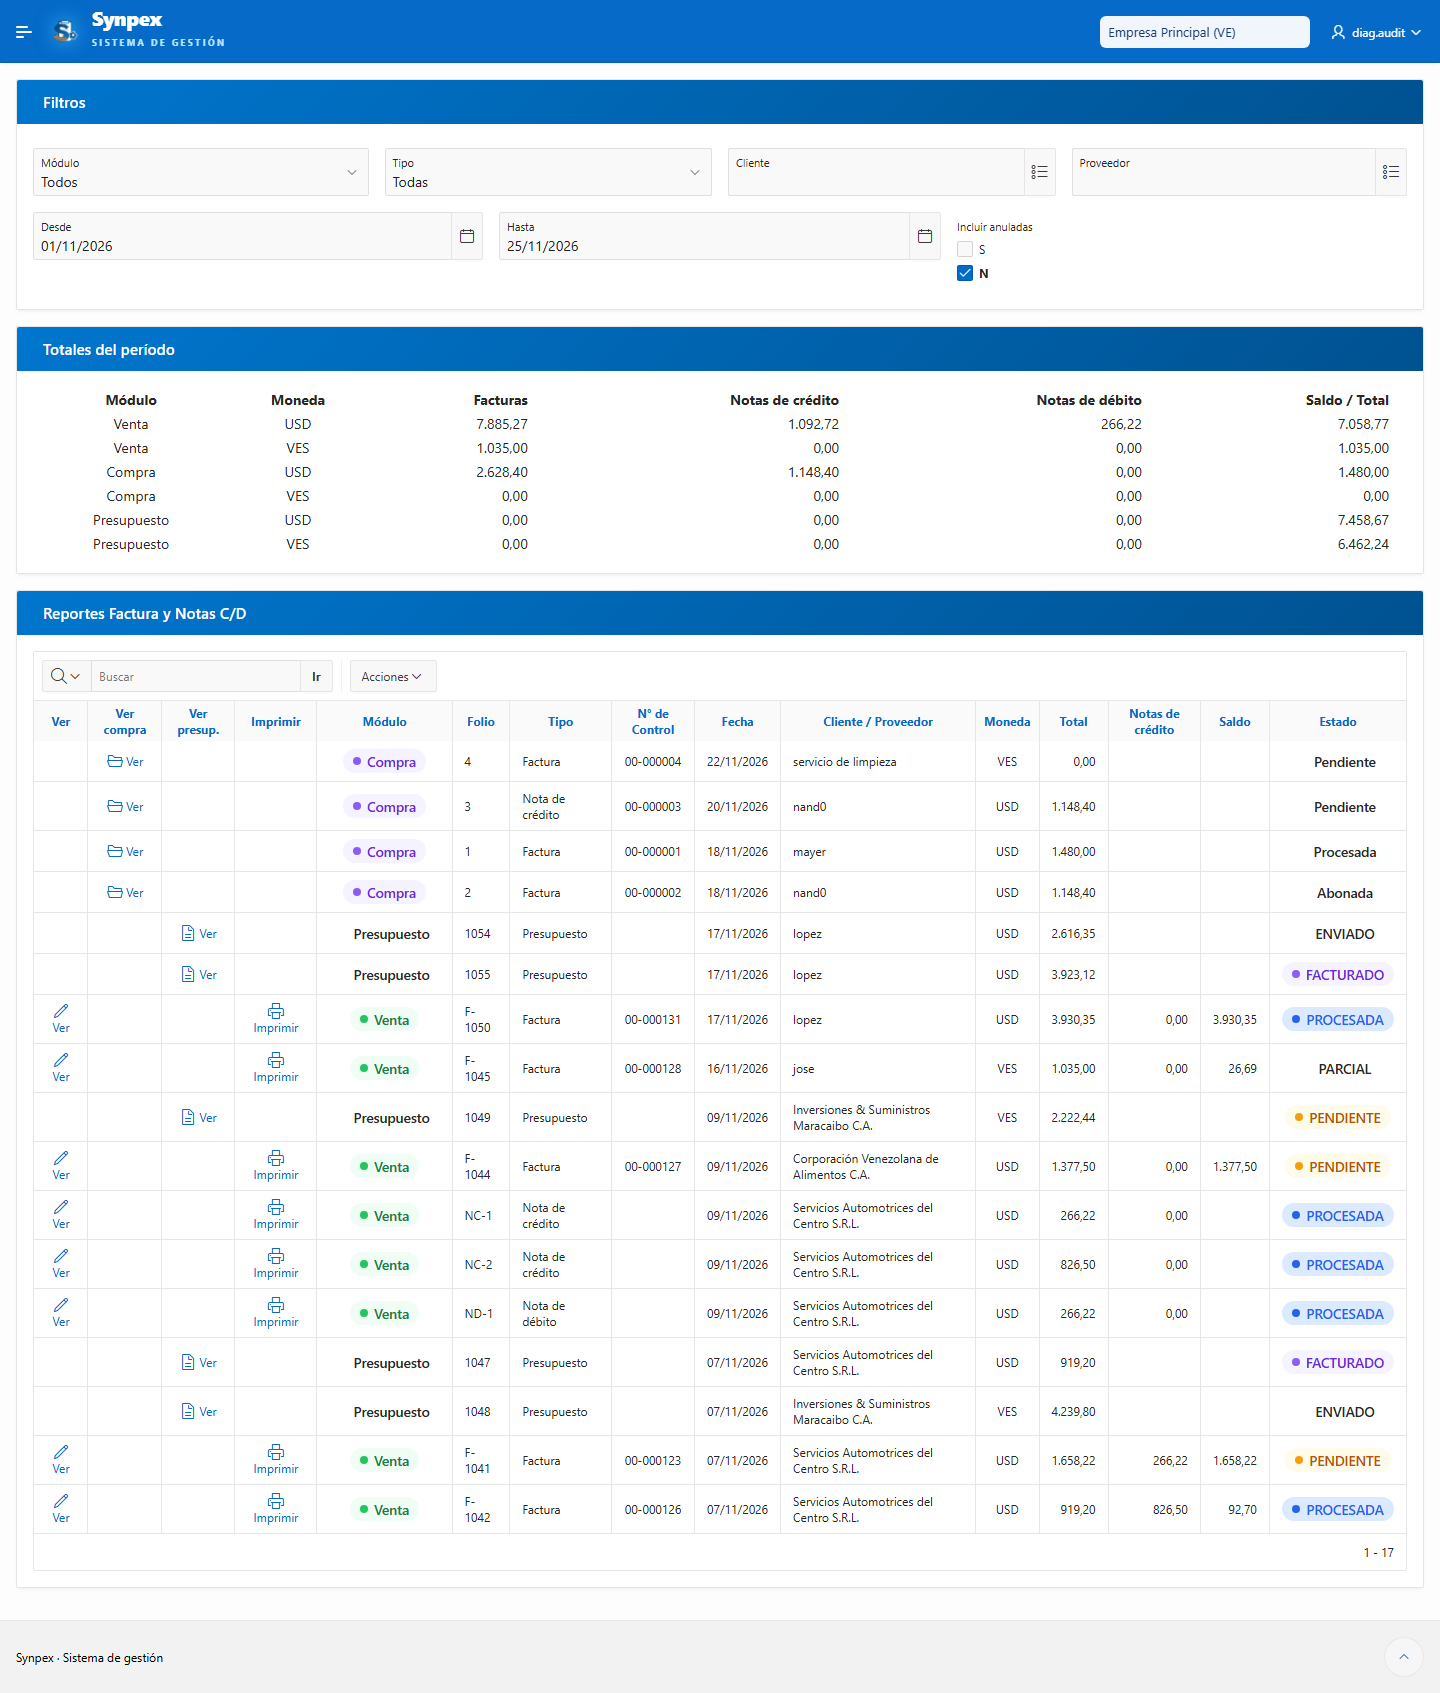 Synpex
SISTEMA DE GESTIÓN
Empresa Principal (VE)
diag.audit
Filtros
Módulo
Todos
Tipo
Todas
Cliente
Proveedor
Desde
01/11/2026
Hasta
25/11/2026
Incluir anuladas
S
N
Totales del período
Módulo Moneda Facturas Notas de crédito Notas de débito Saldo / Total
Venta USD 7.885,27 1.092,72 266,22 7.058,77
Venta VES 1.035,00 0,00 0,00 1.035,00
Compra USD 2.628,40 1.148,40 0,00 1.480,00
Compra VES 0,00 0,00 0,00 0,00
Presupuesto USD 0,00 0,00 0,00 7.458,67
Presupuesto VES 0,00 0,00 0,00 6.462,24
Reportes Factura y Notas C/D
Buscar Ir Acciones
Ver Ver compra Ver presup. Imprimir Módulo Folio Tipo N° de Control Fecha Cliente / Proveedor Moneda Total Notas de crédito Saldo Estado
Ver Compra 4 Factura 00-000004 22/11/2026 servicio de limpieza VES 0,00 Pendiente
Ver Compra 3 Nota de crédito 00-000003 20/11/2026 nand0 USD 1.148,40 Pendiente
Ver Compra 1 Factura 00-000001 18/11/2026 mayer USD 1.480,00 Procesada
Ver Compra 2 Factura 00-000002 18/11/2026 nand0 USD 1.148,40 Abonada
Ver Presupuesto 1054 Presupuesto 17/11/2026 lopez USD 2.616,35 ENVIADO
Ver Presupuesto 1055 Presupuesto 17/11/2026 lopez USD 3.923,12 FACTURADO
Ver Imprimir Venta F-1050 Factura 00-000131 17/11/2026 lopez USD 3.930,35 0,00 3.930,35 PROCESADA
Ver Imprimir Venta F-1045 Factura 00-000128 16/11/2026 jose VES 1.035,00 0,00 26,69 PARCIAL
Ver Presupuesto 1049 Presupuesto 09/11/2026 Inversiones & Suministros Maracaibo C.A. VES 2.222,44 PENDIENTE
Ver Imprimir Venta F-1044 Factura 00-000127 09/11/2026 Corporación Venezolana de Alimentos C.A. USD 1.377,50 0,00 1.377,50 PENDIENTE
Ver Imprimir Venta NC-1 Nota de crédito 09/11/2026 Servicios Automotrices del Centro S.R.L. USD 266,22 0,00 PROCESADA
Ver Imprimir Venta NC-2 Nota de crédito 09/11/2026 Servicios Automotrices del Centro S.R.L. USD 826,50 0,00 PROCESADA
Ver Imprimir Venta ND-1 Nota de débito 09/11/2026 Servicios Automotrices del Centro S.R.L. USD 266,22 0,00 PROCESADA
Ver Presupuesto 1047 Presupuesto 07/11/2026 Servicios Automotrices del Centro S.R.L. USD 919,20 FACTURADO
Ver Presupuesto 1048 Presupuesto 07/11/2026 Inversiones & Suministros Maracaibo C.A. VES 4.239,80 ENVIADO
Ver Imprimir Venta F-1041 Factura 00-000123 07/11/2026 Servicios Automotrices del Centro S.R.L. USD 1.658,22 266,22 1.658,22 PENDIENTE
Ver Imprimir Venta F-1042 Factura 00-000126 07/11/2026 Servicios Automotrices del Centro S.R.L. USD 919,20 826,50 92,70 PROCESADA
1 - 17
Synpex · Sistema de gestión